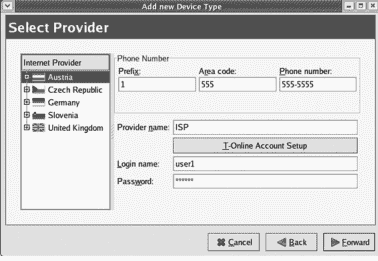 Add new Device Type
Select Provider
Internet Provider
Austria
Czech Republic
Germany
Slovenia
United Kingdom
Phone Number
Prefix: Area code: Phone number:
1 555 555-5555
Provider name: ISP
T-Online Account Setup
Login name: user1
Password: ******
Cancel Back Forward